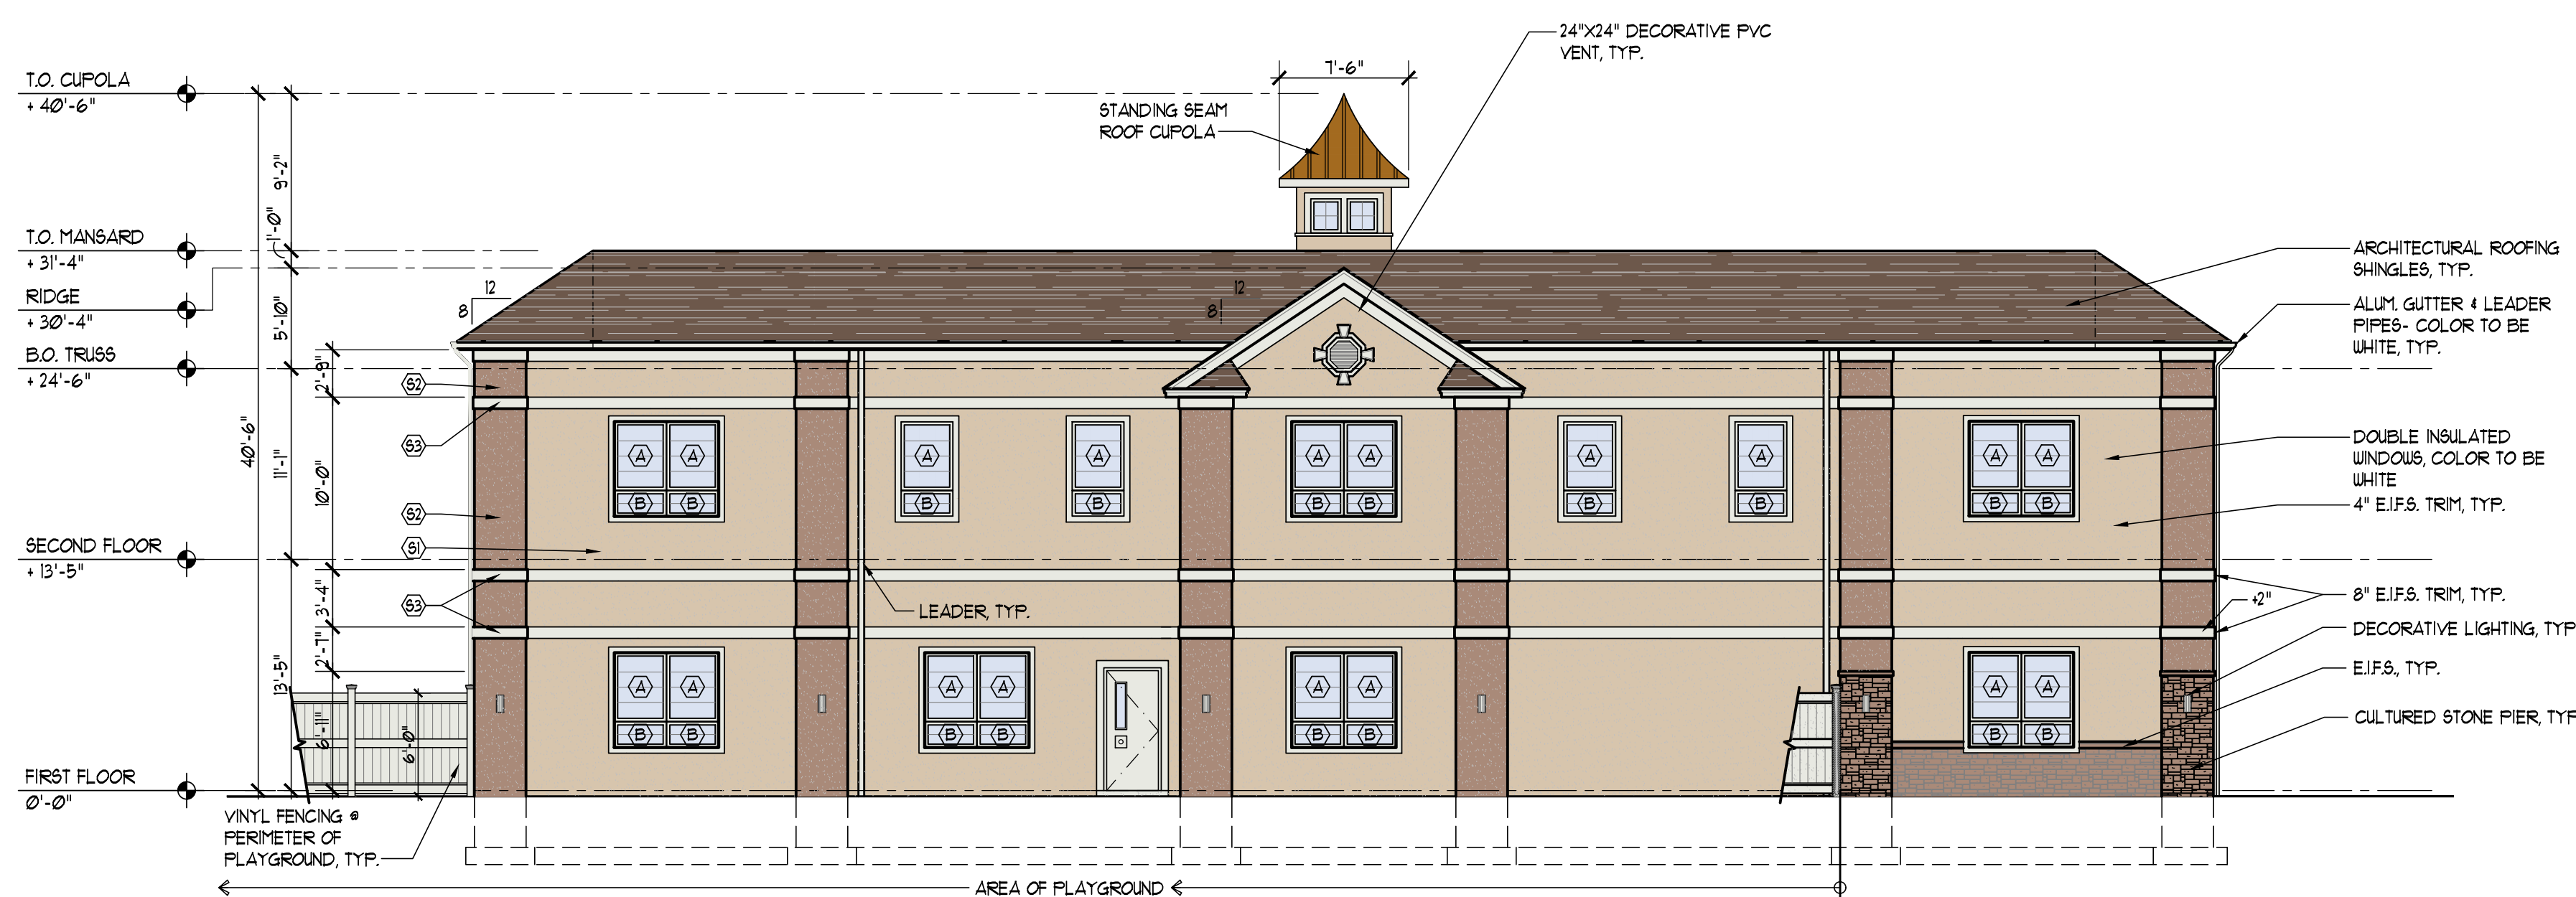 24"X24" DECORATIVE PVC
VENT, TYP.
T.O. CUPOLA
+ 40'-6"
7'-6"
STANDING SEAM
ROOF CUPOLA
9'-2"
1'-0"
T.O. MANSARD
+ 31'-4"
RIDGE
+ 30'-4"
B.O. TRUSS
+ 24'-6"
5'-10"
12
8
12
8
ARCHITECTURAL ROOFING
SHINGLES, TYP.
ALUM. GUTTER & LEADER
PIPES- COLOR TO BE
WHITE, TYP.
2'-9"
S2
S3
40'-6"
11'-1"
10'-0"
A A A A A A A A A A
B B B B B B B B B B
DOUBLE INSULATED
WINDOWS, COLOR TO BE
WHITE
4" E.I.F.S. TRIM, TYP.
S2
S1
SECOND FLOOR
+ 13'-5"
3'-4"
S3
LEADER, TYP.
+2"
8" E.I.F.S. TRIM, TYP.
DECORATIVE LIGHTING, TYP
E.I.F.S., TYP.
CULTURED STONE PIER, TYP
2'-7"
13'-5"
6'-11"
6'-0"
A A A A A A A A
B B B B B B B B
FIRST FLOOR
0'-0"
VINYL FENCING @
PERIMETER OF
PLAYGROUND, TYP.
AREA OF PLAYGROUND